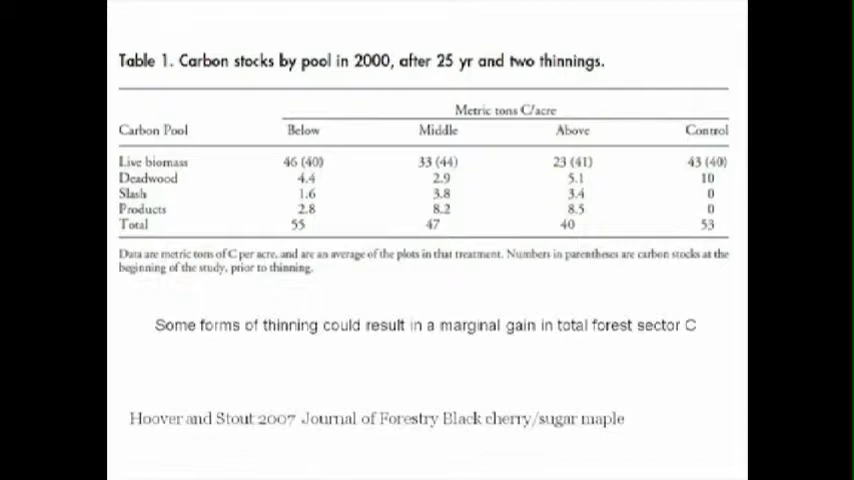 Table 1. Carbon stocks by pool in 2000, after 25 yr and two thinnings.
Metric tons C/acre
Carbon Pool Below Middle Above Control
Live biomass 46 (40) 33 (44) 23 (41) 43 (40)
Deadwood 4.4 2.9 5.1 10
Slash 1.6 3.8 3.4 0
Products 2.8 8.2 8.5 0
Total 55 47 40 53
Data are metric tons of C per acre, and are an average of the plots in that treatment. Numbers in parentheses are carbon stocks at the
beginning of the study, prior to thinning.
Some forms of thinning could result in a marginal gain in total forest sector C
Hoover and Stout 2007 Journal of Forestry Black cherry/sugar maple